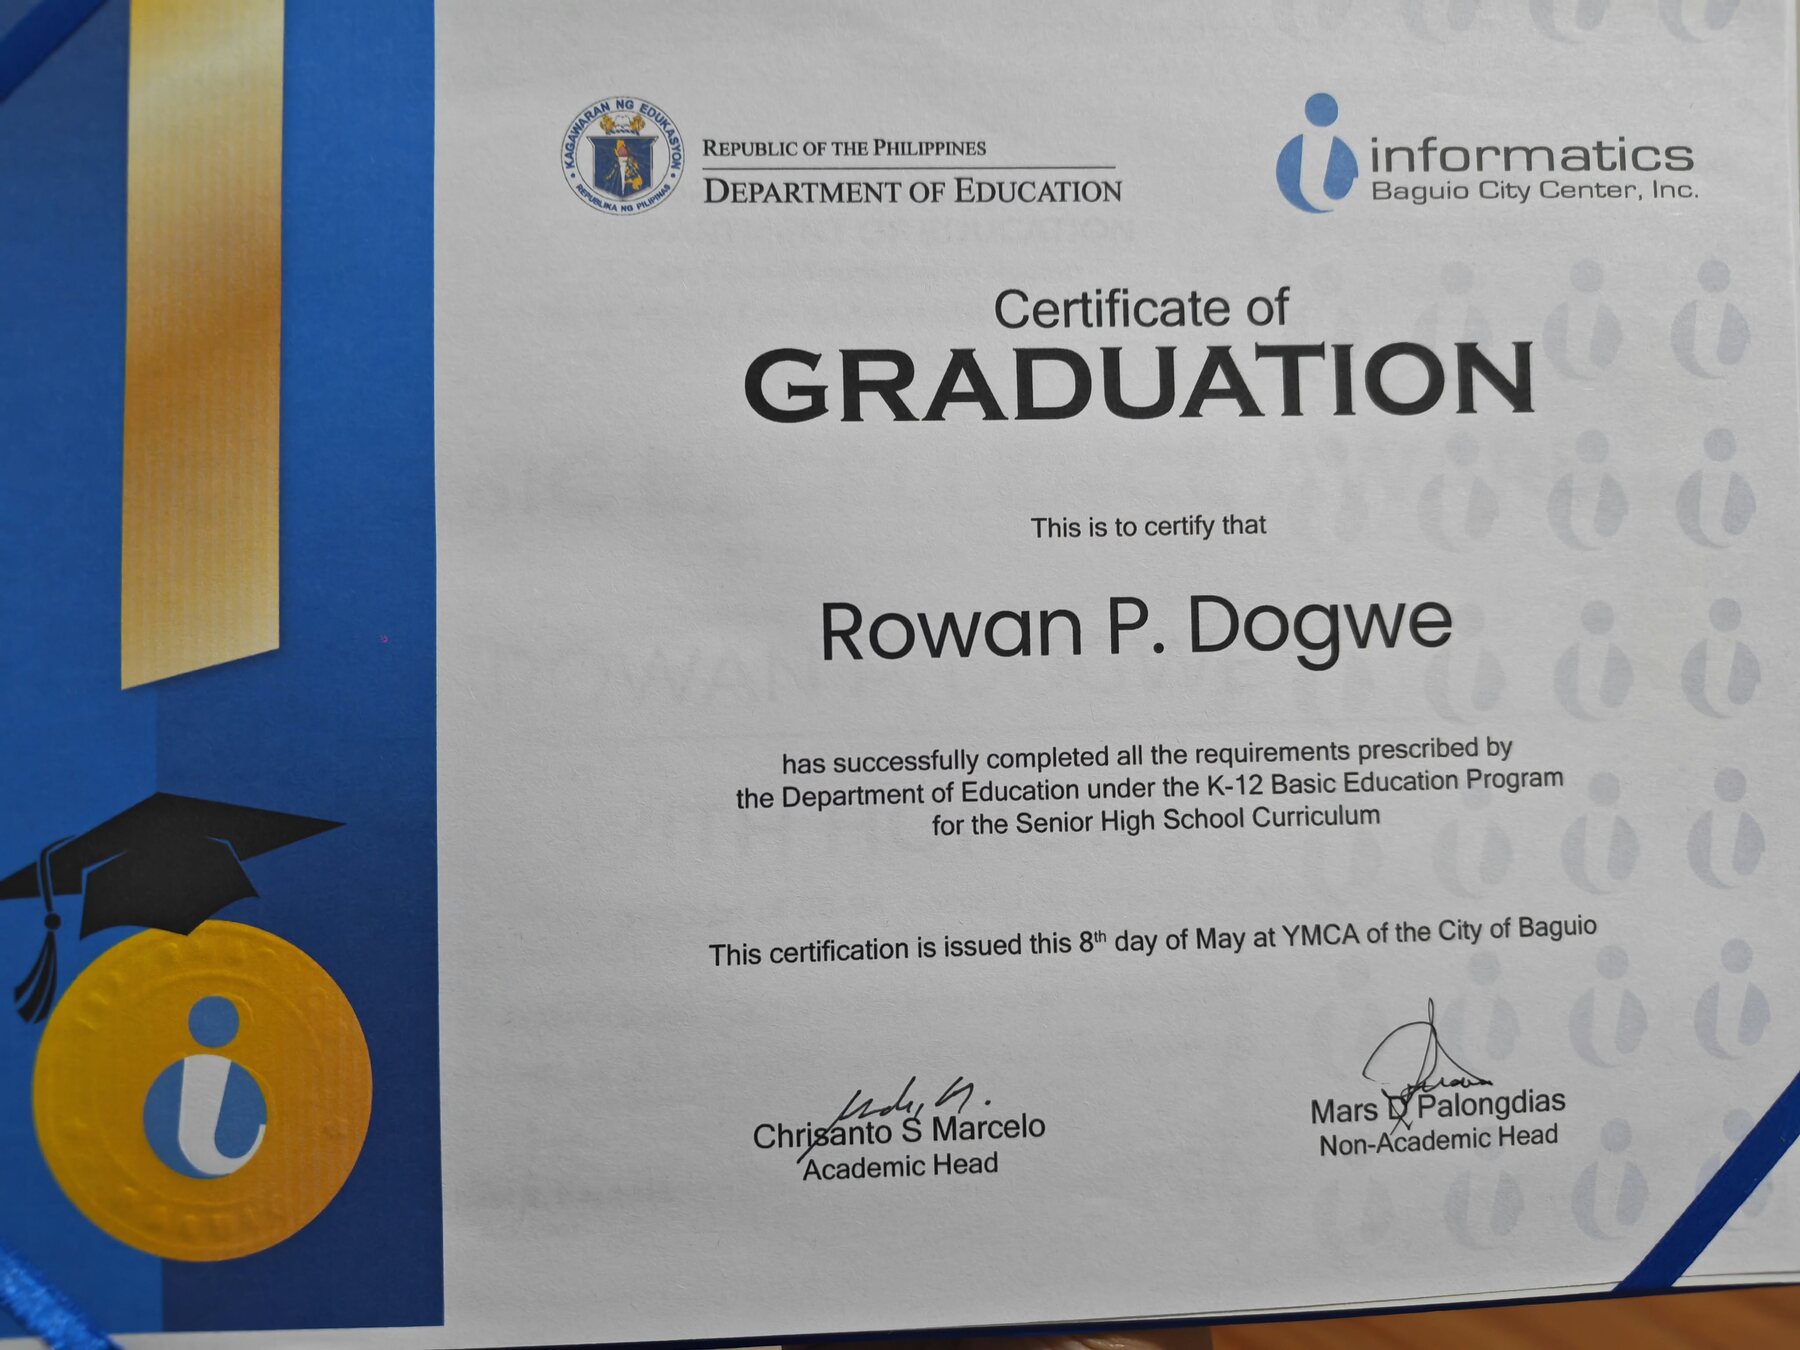 KAGAWARAN NG EDUKASYON
REPUBLIKA NG PILIPINAS
REPUBLIC OF THE PHILIPPINES
DEPARTMENT OF EDUCATION
informatics
Baguio City Center, Inc.
Certificate of
GRADUATION
This is to certify that
Rowan P. Dogwe
has successfully completed all the requirements prescribed by
the Department of Education under the K-12 Basic Education Program
for the Senior High School Curriculum
This certification is issued this 8th day of May at YMCA of the City of Baguio
Chrisanto S Marcelo
Academic Head
Mars D Palongdias
Non-Academic Head